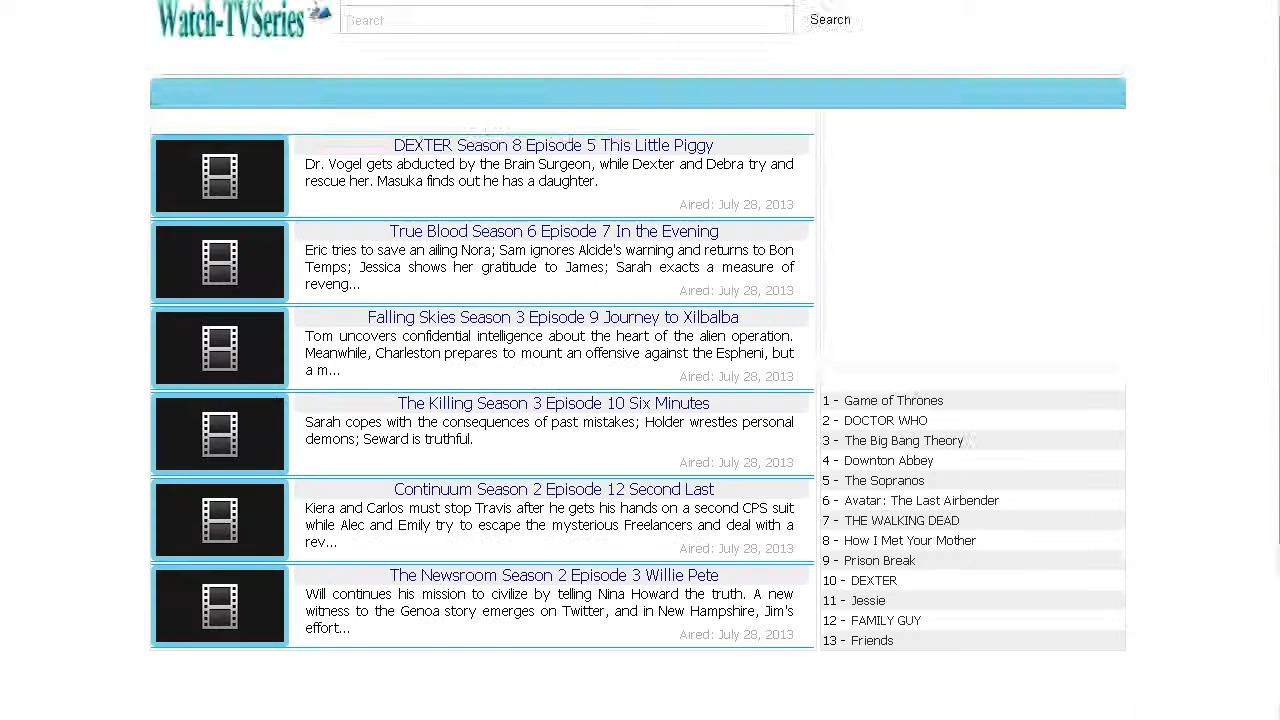 Watch-TVSeries
Search
Search
DEXTER Season 8 Episode 5 This Little Piggy
Dr. Vogel gets abducted by the Brain Surgeon, while Dexter and Debra try and
rescue her. Masuka finds out he has a daughter.
Aired: July 28, 2013
True Blood Season 6 Episode 7 In the Evening
Eric tries to save an ailing Nora; Sam ignores Alcide's warning and returns to Bon
Temps; Jessica shows her gratitude to James; Sarah exacts a measure of
reveng...
Aired: July 28, 2013
Falling Skies Season 3 Episode 9 Journey to Xilbalba
Tom uncovers confidential intelligence about the heart of the alien operation.
Meanwhile, Charleston prepares to mount an offensive against the Espheni, but
a m...
Aired: July 28, 2013
The Killing Season 3 Episode 10 Six Minutes
Sarah copes with the consequences of past mistakes; Holder wrestles personal
demons; Seward is truthful.
Aired: July 28, 2013
Continuum Season 2 Episode 12 Second Last
Kiera and Carlos must stop Travis after he gets his hands on a second CPS suit
while Alec and Emily try to escape the mysterious Freelancers and deal with a
rev...
Aired: July 28, 2013
The Newsroom Season 2 Episode 3 Willie Pete
Will continues his mission to civilize by telling Nina Howard the truth. A new
witness to the Genoa story emerges on Twitter, and in New Hampshire, Jim's
effort...
Aired: July 28, 2013
1 - Game of Thrones
2 - DOCTOR WHO
3 - The Big Bang Theory
4 - Downton Abbey
5 - The Sopranos
6 - Avatar: The Last Airbender
7 - THE WALKING DEAD
8 - How I Met Your Mother
9 - Prison Break
10 - DEXTER
11 - Jessie
12 - FAMILY GUY
13 - Friends